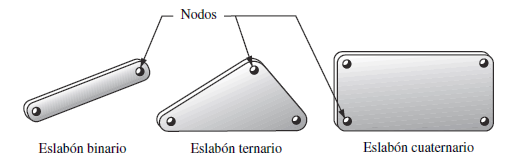 Nodos
Eslabón binario
Eslabón ternario
Eslabón cuaternario